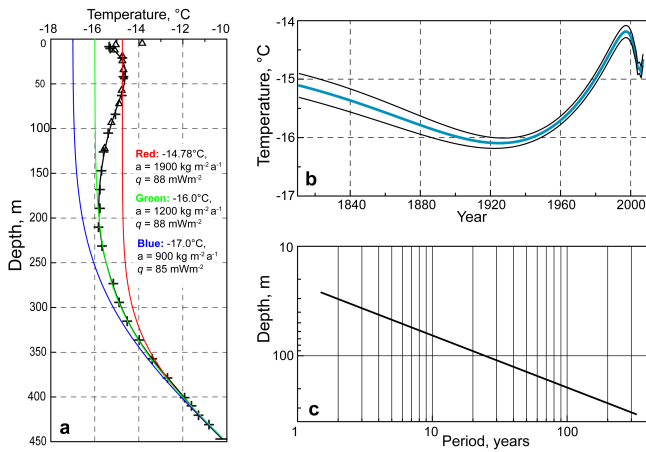 Temperature, °C
-18 -16 -14 -12 -10
0
50
100
150
200
250
300
350
400
450
Depth, m
Red: -14.78°C,
a = 1900 kg m-2 a-1
q = 88 mWm-2
Green: -16.0°C,
a = 1200 kg m-2 a-1
q = 88 mWm-2
Blue: -17.0°C,
a = 900 kg m-2 a-1
q = 85 mWm-2
a
-14
-15
-16
-17
Temperature, °C
b
1840 1880 1920 1960 2000
Year
10
100
Depth, m
c
1 10 100
Period, years